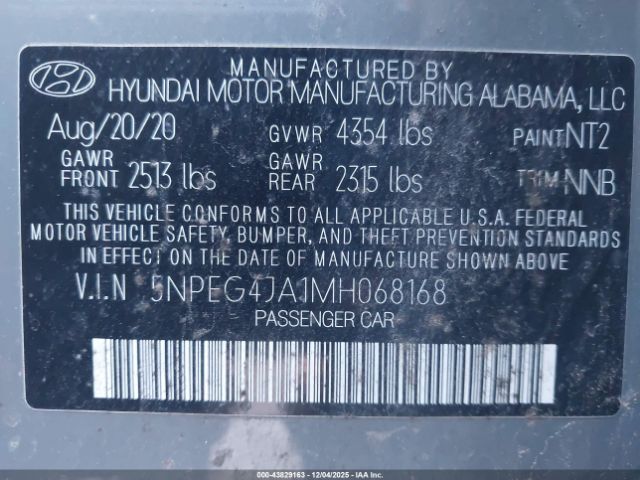 MANUFACTURED BY
HYUNDAI MOTOR MANUFACTURING ALABAMA, LLC
Aug/20/20 GVWR 4354 lbs PAINT NT2
GAWR FRONT 2513 lbs GAWR REAR 2315 lbs TRIM NNB
THIS VEHICLE CONFORMS TO ALL APPLICABLE U.S.A. FEDERAL
MOTOR VEHICLE SAFETY, BUMPER, AND THEFT PREVENTION STANDARDS
IN EFFECT ON THE DATE OF MANUFACTURE SHOWN ABOVE.
V.I.N 5NPEG4JA1MH068168
PASSENGER CAR
000-43829163 - 12/04/2025 - COPART